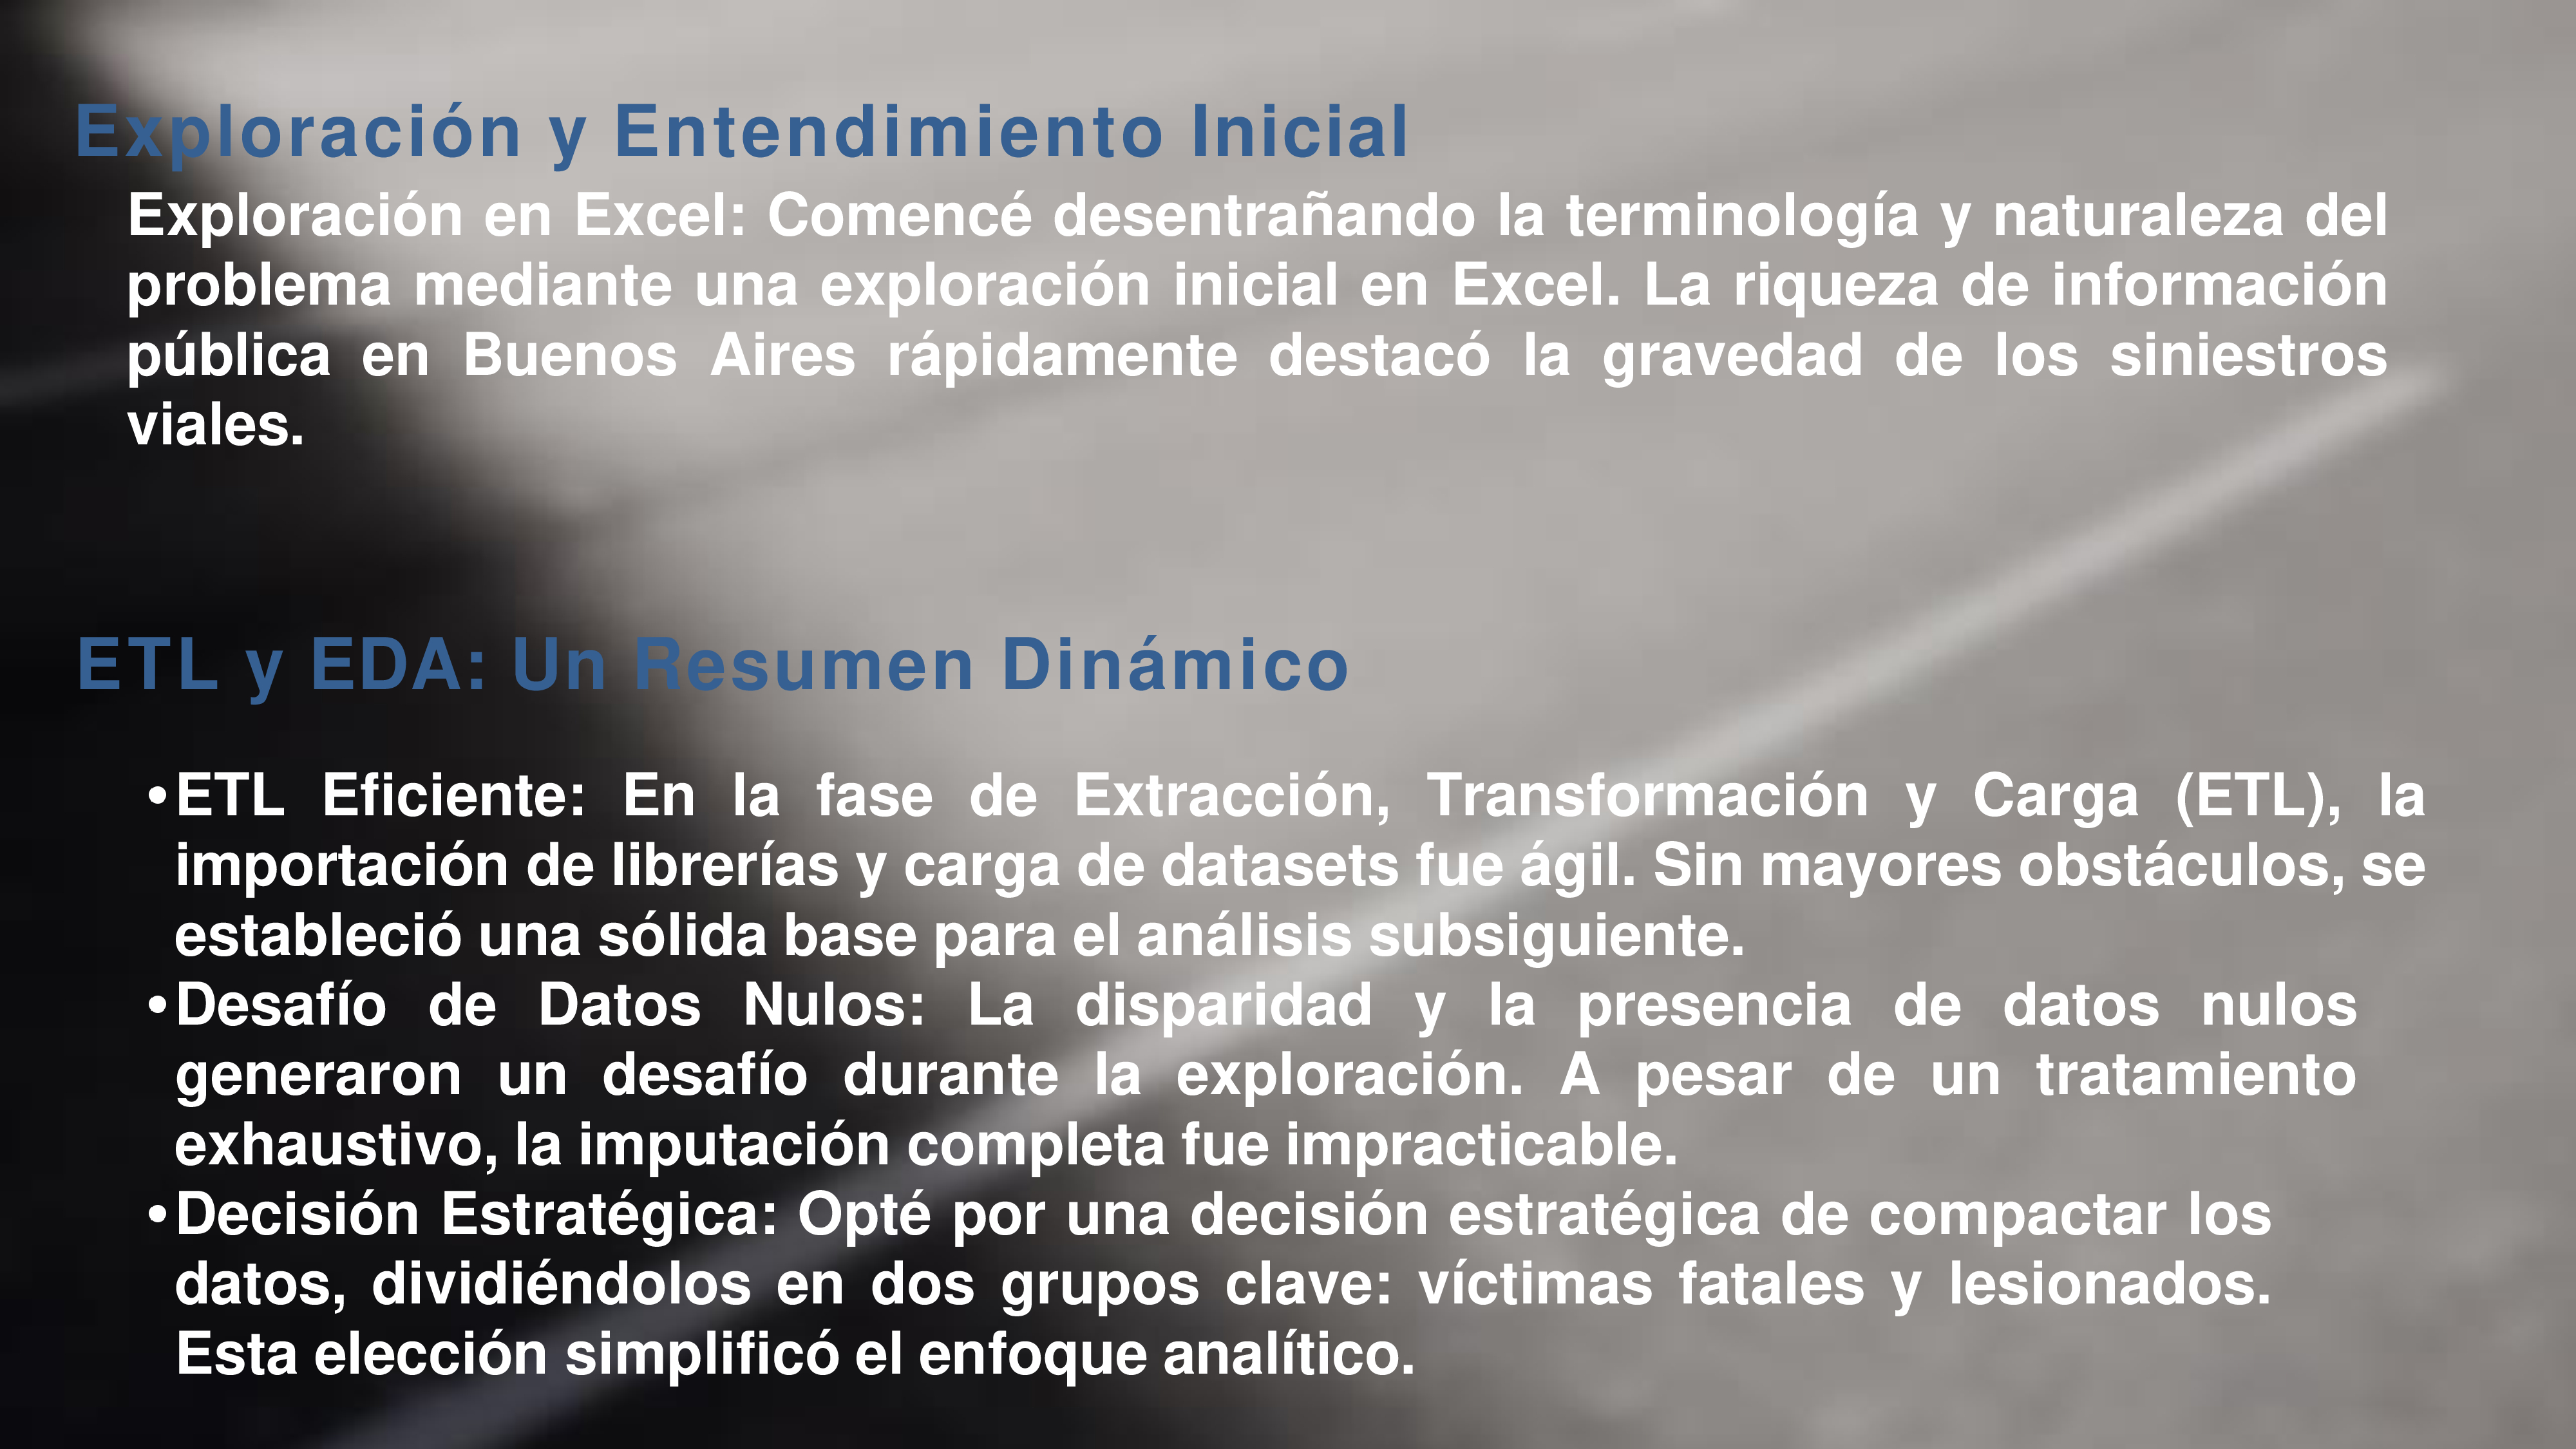 Exploración y Entendimiento Inicial
Exploración en Excel: Comencé desentrañando la terminología y naturaleza del
problema mediante una exploración inicial en Excel. La riqueza de información
pública en Buenos Aires rápidamente destacó la gravedad de los siniestros
viales.
ETL y EDA: Un Resumen Dinámico
•ETL Eficiente: En la fase de Extracción, Transformación y Carga (ETL), la
importación de librerías y carga de datasets fue ágil. Sin mayores obstáculos, se
estableció una sólida base para el análisis subsiguiente.
•Desafío de Datos Nulos: La disparidad y la presencia de datos nulos
generaron un desafío durante la exploración. A pesar de un tratamiento
exhaustivo, la imputación completa fue impracticable.
•Decisión Estratégica: Opté por una decisión estratégica de compactar los
datos, dividiéndolos en dos grupos clave: víctimas fatales y lesionados.
Esta elección simplificó el enfoque analítico.